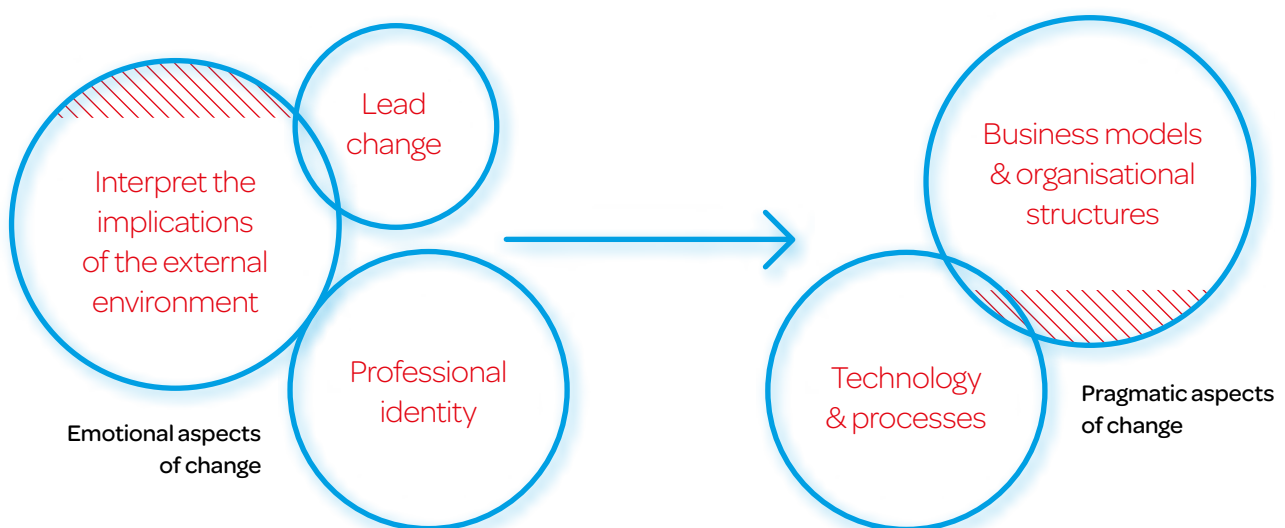 Lead
change
Interpret the
implications
of the external
environment
Professional
identity
Emotional aspects
of change
Business models
& organisational
structures
Technology
& processes
Pragmatic aspects
of change